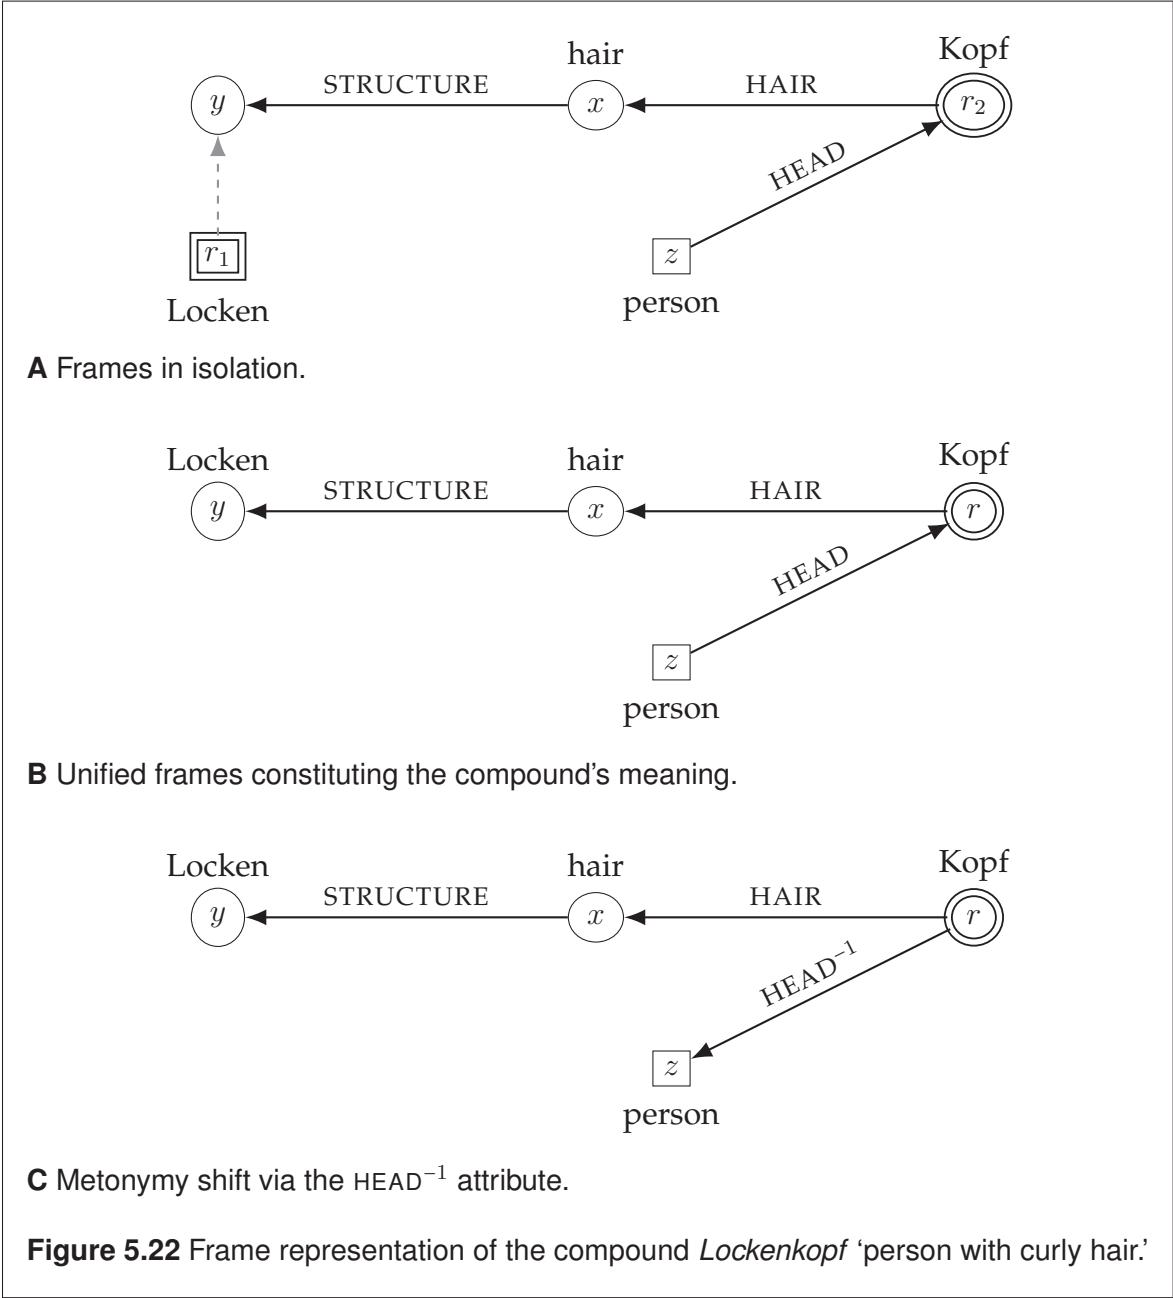 hair
Kopf
y
STRUCTURE
x
HAIR
r₂
HEAD
r₁
z
Locken
person
A Frames in isolation.
Locken
hair
Kopf
y
STRUCTURE
x
HAIR
r
HEAD
z
person
B Unified frames constituting the compound's meaning.
Locken
hair
Kopf
y
STRUCTURE
x
HAIR
r
HEAD⁻¹
z
person
C Metonymy shift via the HEAD⁻¹ attribute.
Figure 5.22 Frame representation of the compound Lockenkopf ‘person with curly hair.’